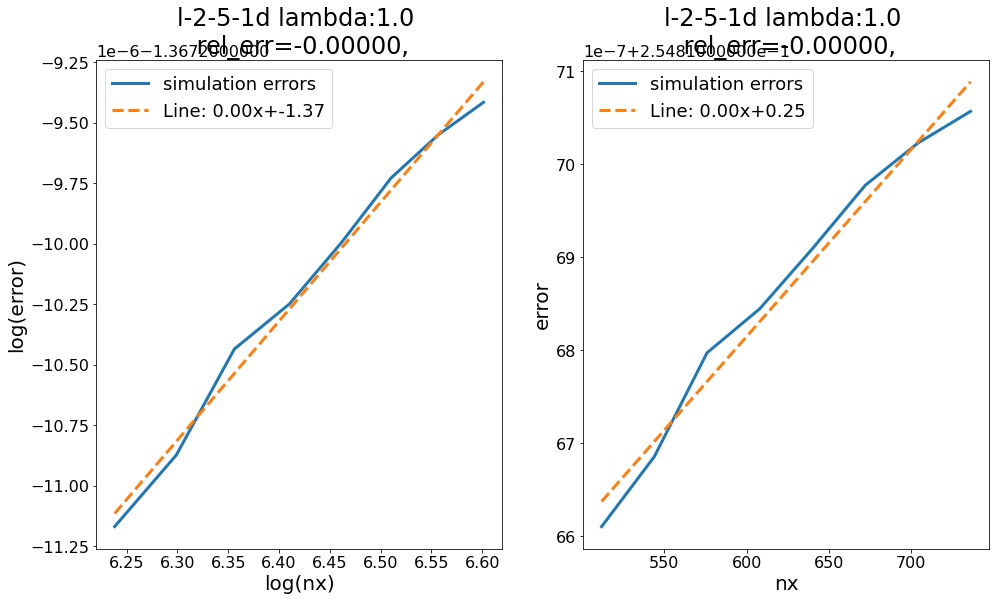 l-2-5-1d lambda:1.0
rel_err=-0.00000,
1e−6−1.3672000000
simulation errors
Line: 0.00x+-1.37
−9.25
−9.50
−9.75
−10.00
−10.25
−10.50
−10.75
−11.00
−11.25
log(error)
6.25 6.30 6.35 6.40 6.45 6.50 6.55 6.60
log(nx)
l-2-5-1d lambda:1.0
rel_err=-0.00000,
1e−7+2.5481000000e−1
simulation errors
Line: 0.00x+0.25
71
70
69
68
67
66
error
550 600 650 700
nx